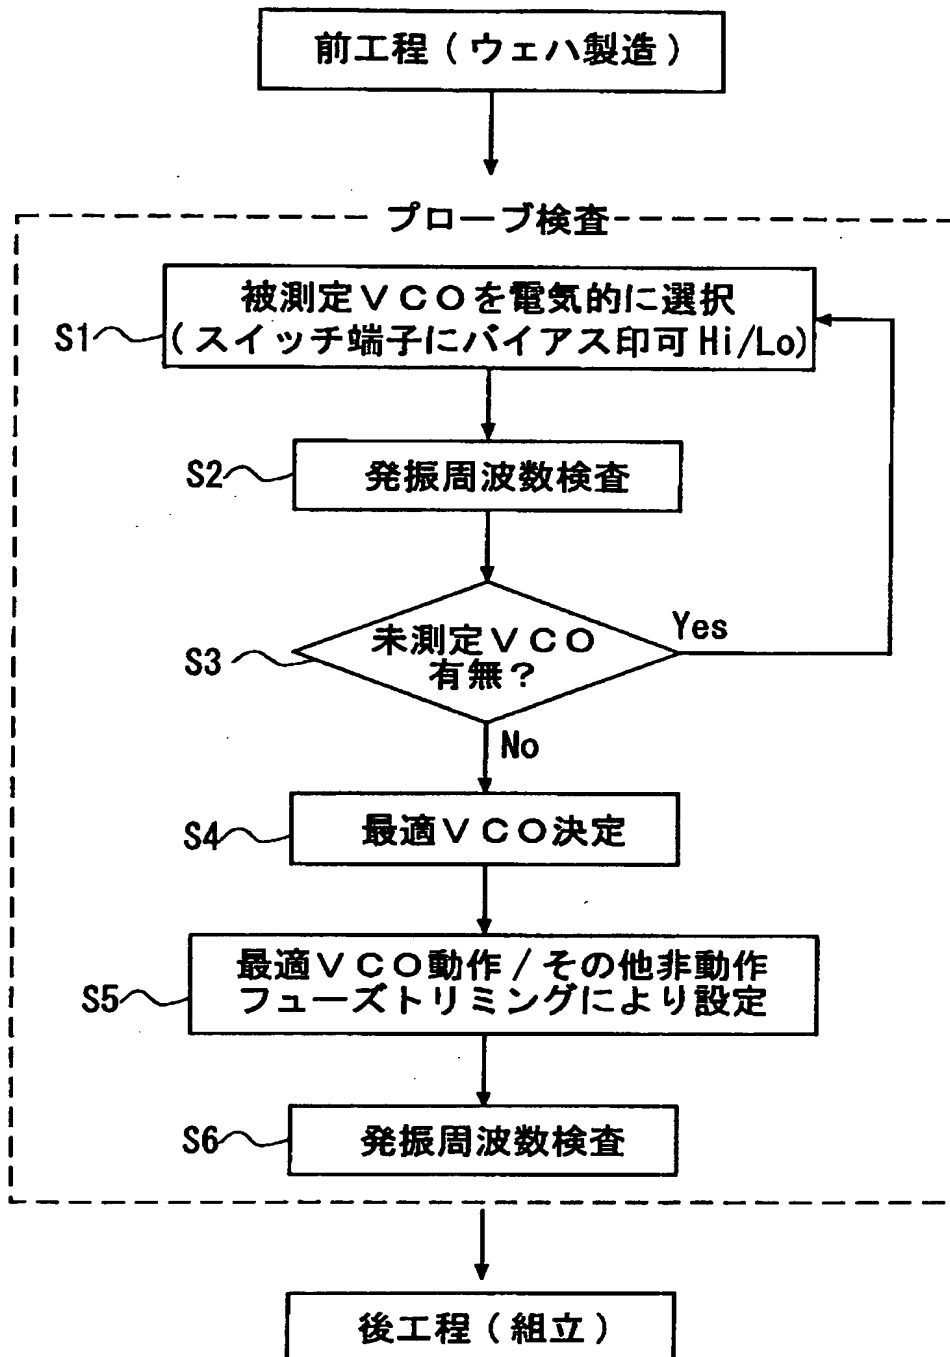 前工程(ウェハ製造)
プローブ検査
被測定VCOを電気的に選択
S1
(スイッチ端子にバイアス印可Hi/Lo)
S2
発振周波数検査
S3
未測定VCO
有無?
Yes
No
S4
最適VCO決定
S5
最適VCO動作/その他非動作
フューズトリミングにより設定
S6
発振周波数検査
後工程(組立)